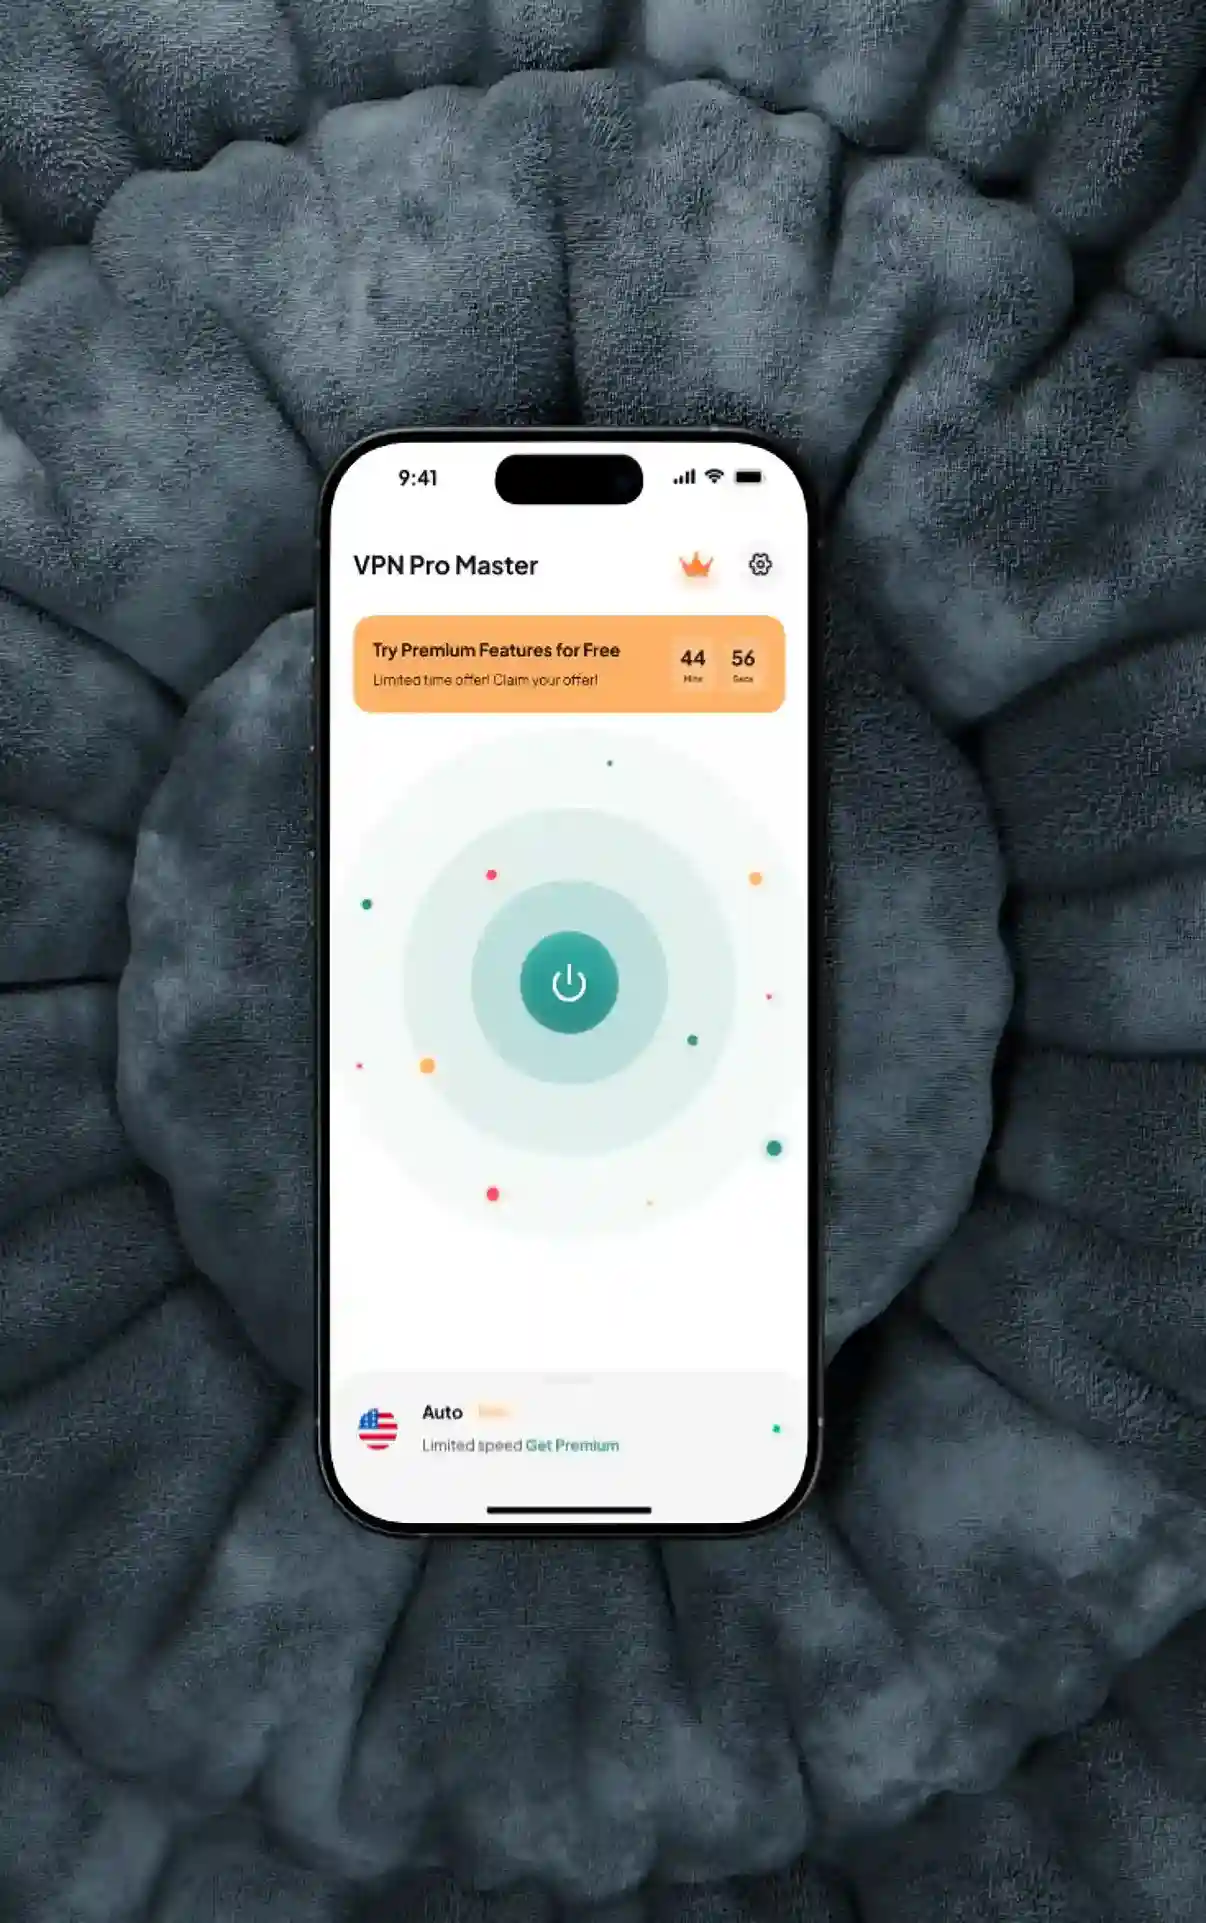 9:41
VPN Pro Master
Try Premium Features for Free
Limited time offer! Claim your offer!
44
56
Mins
Secs
Auto
Limited speed Get Premium